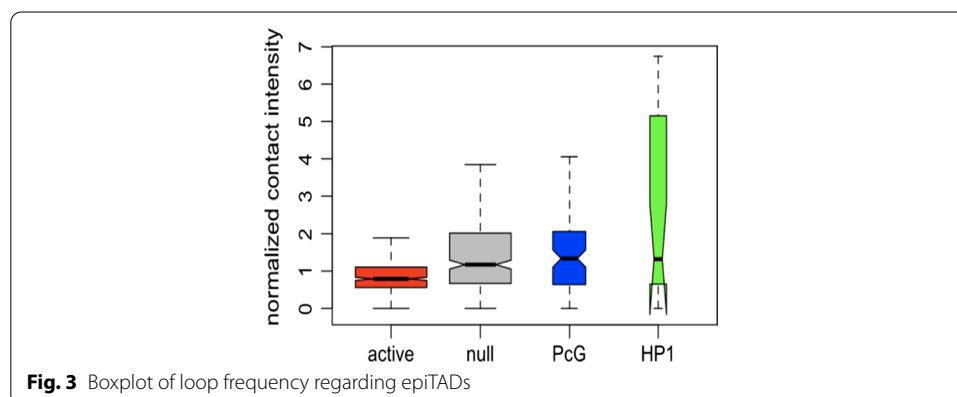 normalized contact intensity
7
6
5
4
3
2
1
0
active null PcG HP1
Fig. 3 Boxplot of loop frequency regarding epiTADs